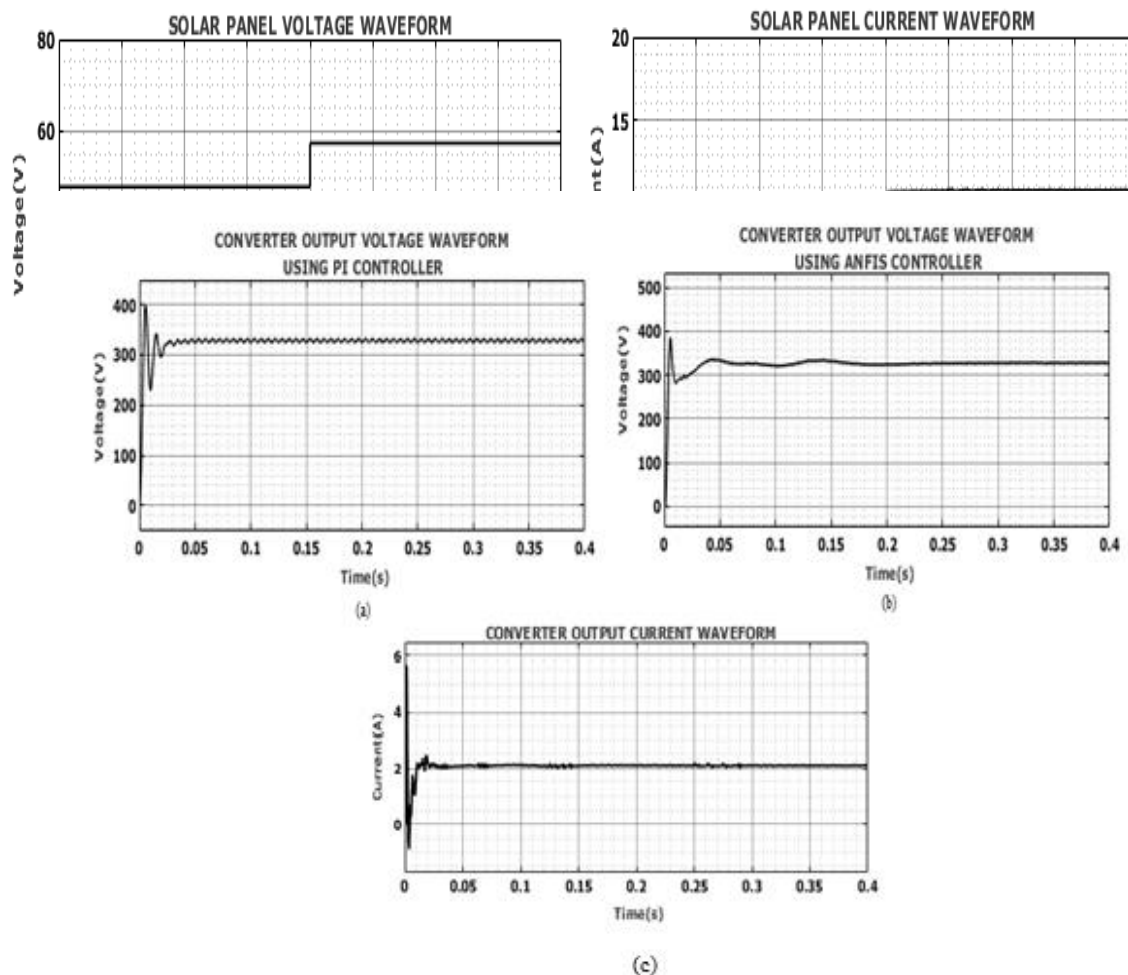 SOLAR PANEL VOLTAGE WAVEFORM
80
60
Voltage(V)
SOLAR PANEL CURRENT WAVEFORM
20
15
nt(A)
CONVERTER OUTPUT VOLTAGE WAVEFORM
USING PI CONTROLLER
400
300
200
100
0
Voltage(V)
0 0.05 0.1 0.15 0.2 0.25 0.3 0.35 0.4
Time(s)
(a)
CONVERTER OUTPUT VOLTAGE WAVEFORM
USING ANFIS CONTROLLER
500
400
300
200
100
0
Voltage(V)
0 0.05 0.1 0.15 0.2 0.25 0.3 0.35 0.4
Time(s)
(b)
CONVERTER OUTPUT CURRENT WAVEFORM
6
4
2
0
Current(A)
0 0.05 0.1 0.15 0.2 0.25 0.3 0.35 0.4
Time(s)
(c)